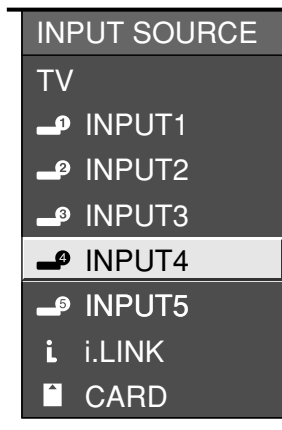 INPUT SOURCE
TV
1 INPUT1
2 INPUT2
3 INPUT3
4 INPUT4
5 INPUT5
i i.LINK
CARD